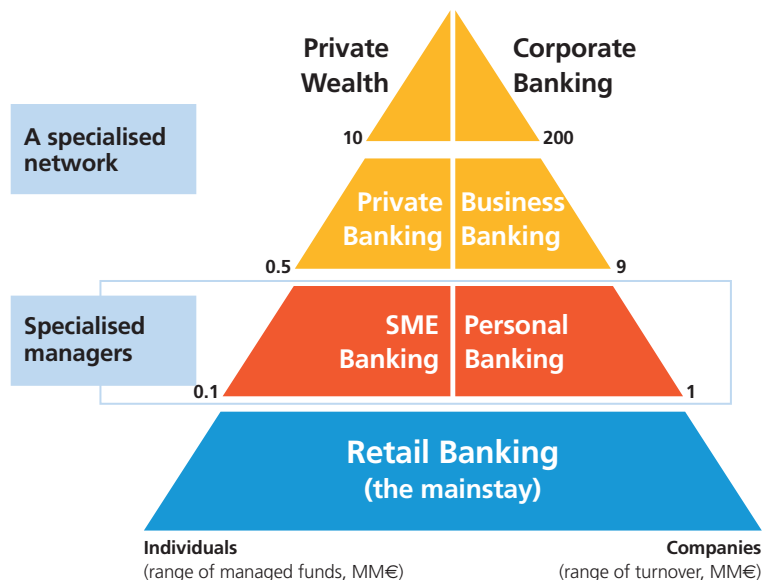 Private
Wealth
Corporate
Banking
A specialised
network
10
200
Private
Banking
Business
Banking
0.5
9
Specialised
managers
SME
Banking
Personal
Banking
0.1
1
Retail Banking
(the mainstay)
Individuals
(range of managed funds, MM€)
Companies
(range of turnover, MM€)